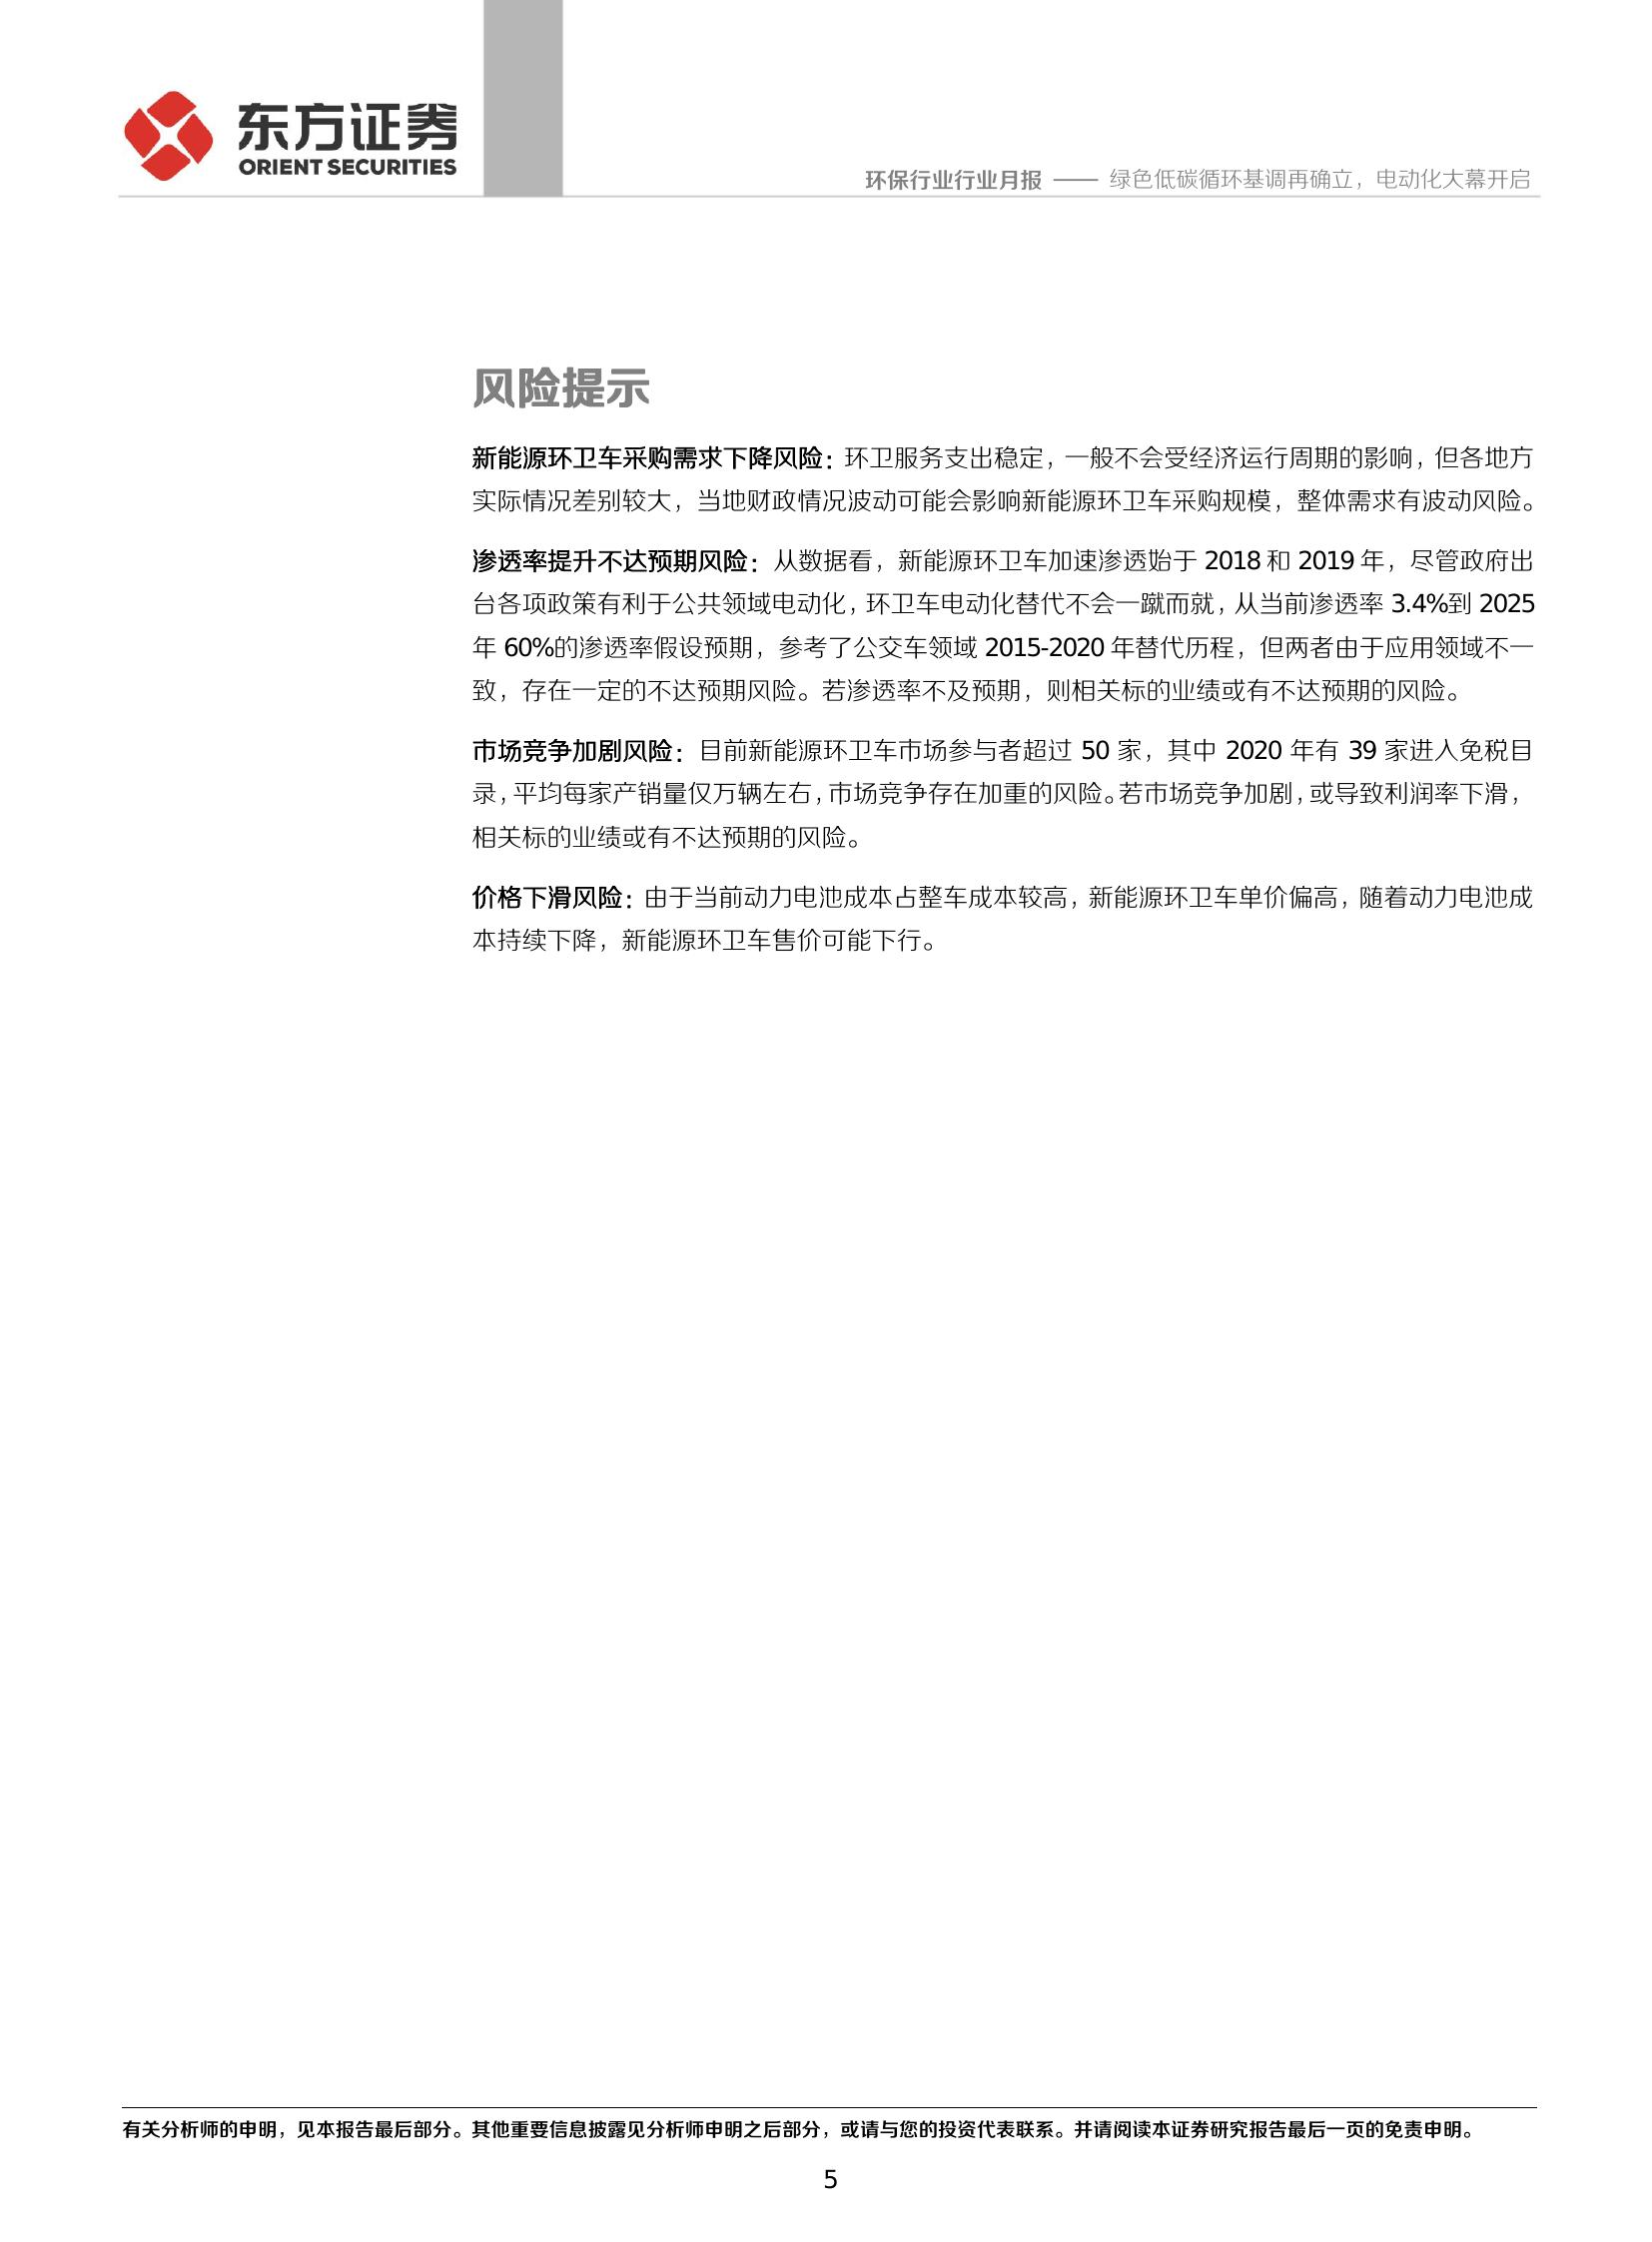 东方证券
ORIENT SECURITIES
环保行业行业月报 —— 绿色低碳循环基调再确立，电动化大幕开启
风险提示
新能源环卫车采购需求下降风险：环卫服务支出稳定，一般不会受经济运行周期的影响，但各地方
实际情况差别较大，当地财政情况波动可能会影响新能源环卫车采购规模，整体需求有波动风险。
渗透率提升不达预期风险：从数据看，新能源环卫车加速渗透始于 2018 和 2019 年，尽管政府出
台各项政策有利于公共领域电动化，环卫车电动化替代不会一蹴而就，从当前渗透率 3.4%到 2025
年 60%的渗透率假设预期，参考了公交车领域 2015-2020 年替代历程，但两者由于应用领域不一
致，存在一定的不达预期风险。若渗透率不及预期，则相关标的业绩或有不达预期的风险。
市场竞争加剧风险：目前新能源环卫车市场参与者超过 50 家，其中 2020 年有 39 家进入免税目
录，平均每家产销量仅万辆左右，市场竞争存在加重的风险。若市场竞争加剧，或导致利润率下滑，
相关标的业绩或有不达预期的风险。
价格下滑风险：由于当前动力电池成本占整车成本较高，新能源环卫车单价偏高，随着动力电池成
本持续下降，新能源环卫车售价可能下行。
有关分析师的申明，见本报告最后部分。其他重要信息披露见分析师申明之后部分，或请与您的投资代表联系。并请阅读本证券研究报告最后一页的免责申明。
5